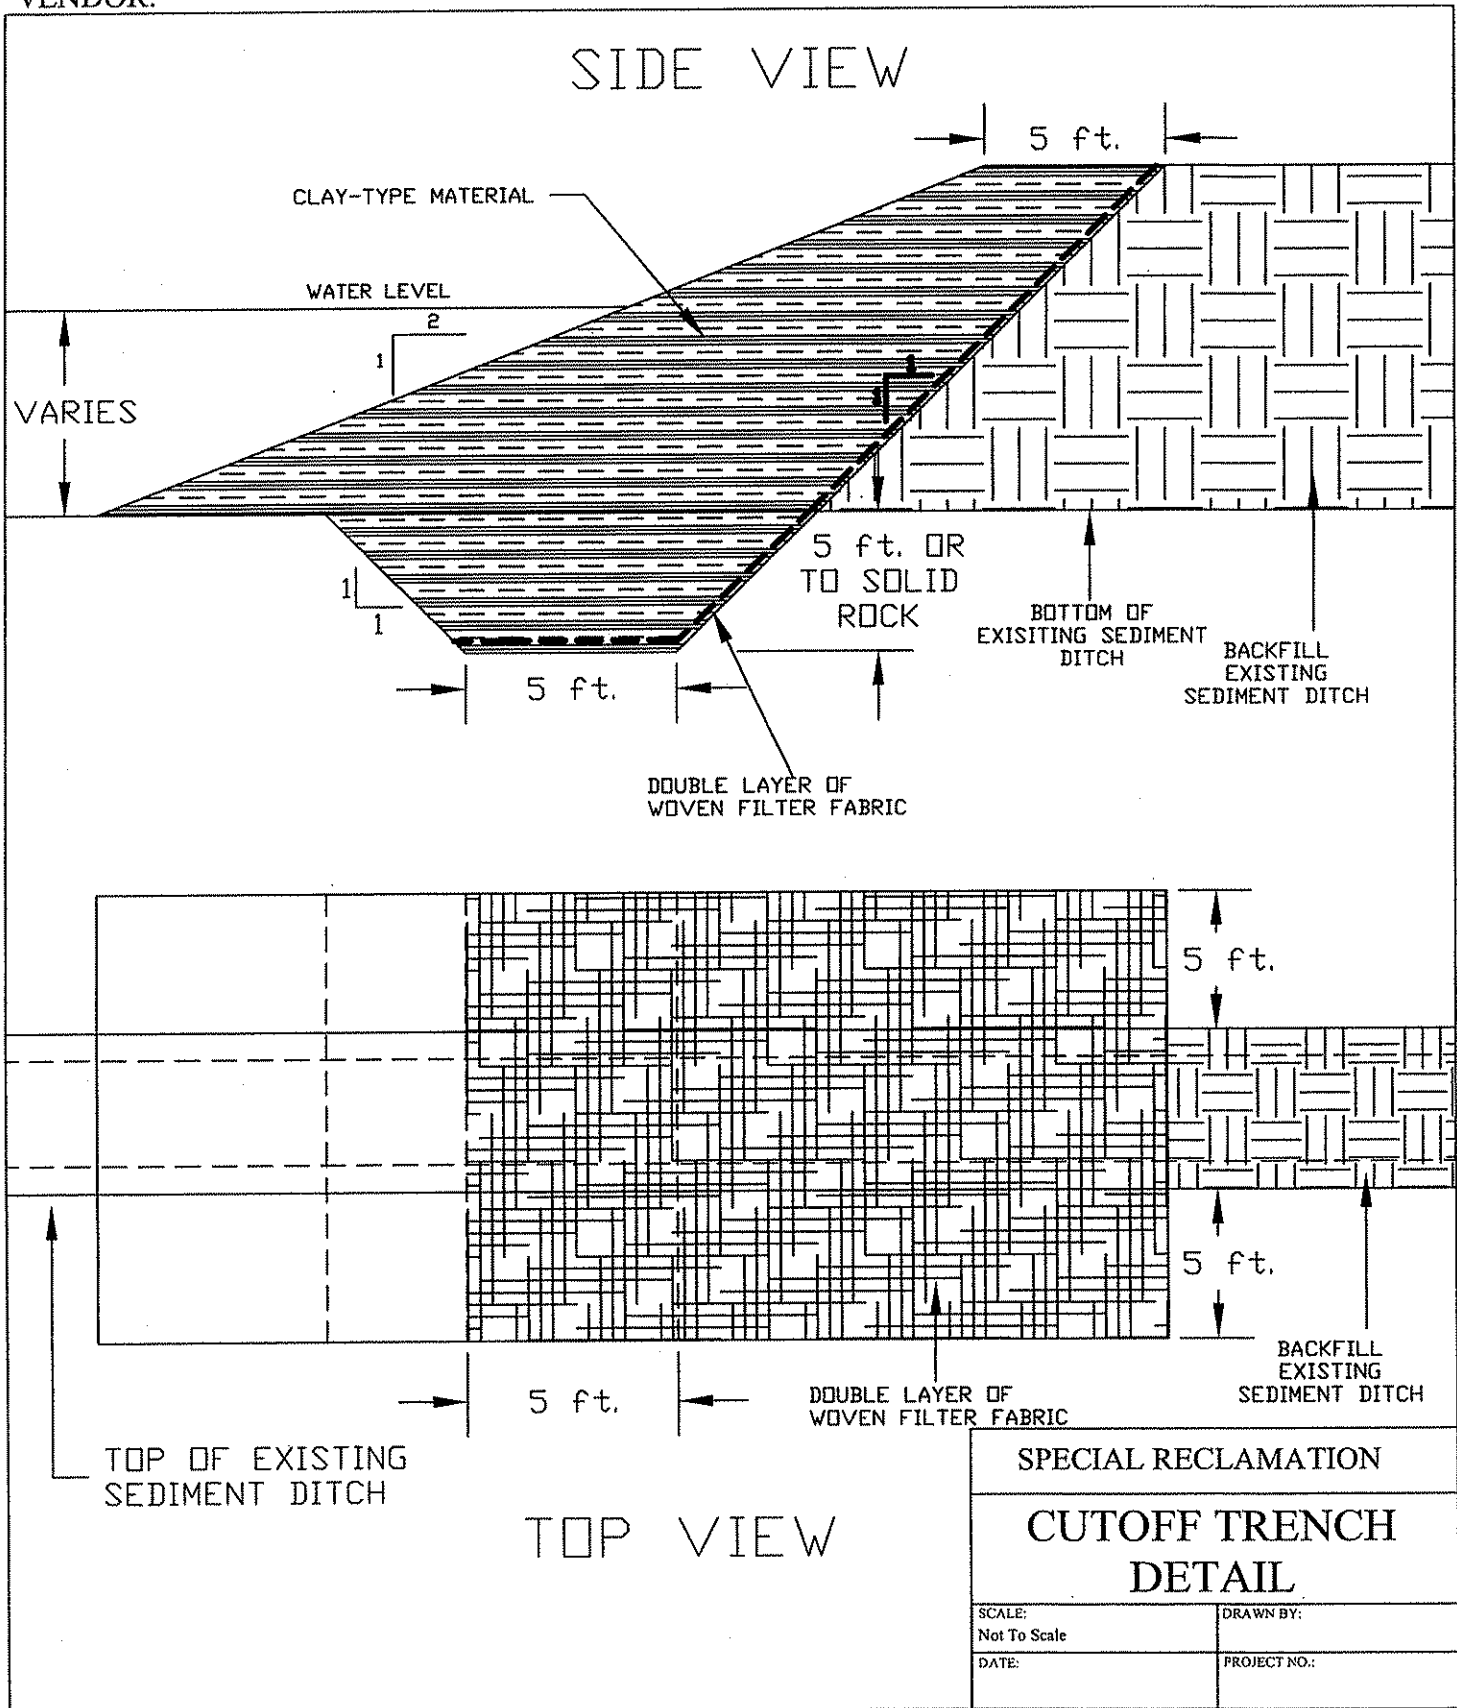 VENDOR:
SIDE VIEW
5 ft.
CLAY-TYPE MATERIAL
WATER LEVEL
2
1
VARIES
1
1
5 ft. OR
TO SOLID
ROCK
BOTTOM OF
EXISITING SEDIMENT
DITCH
BACKFILL
EXISTING
SEDIMENT DITCH
5 ft.
DOUBLE LAYER OF
WOVEN FILTER FABRIC
5 ft.
5 ft.
5 ft.
DOUBLE LAYER OF
WOVEN FILTER FABRIC
BACKFILL
EXISTING
SEDIMENT DITCH
TOP OF EXISTING
SEDIMENT DITCH
TOP VIEW
SPECIAL RECLAMATION
CUTOFF TRENCH
DETAIL
SCALE:
Not To Scale
DRAWN BY:
DATE:
PROJECT NO.: